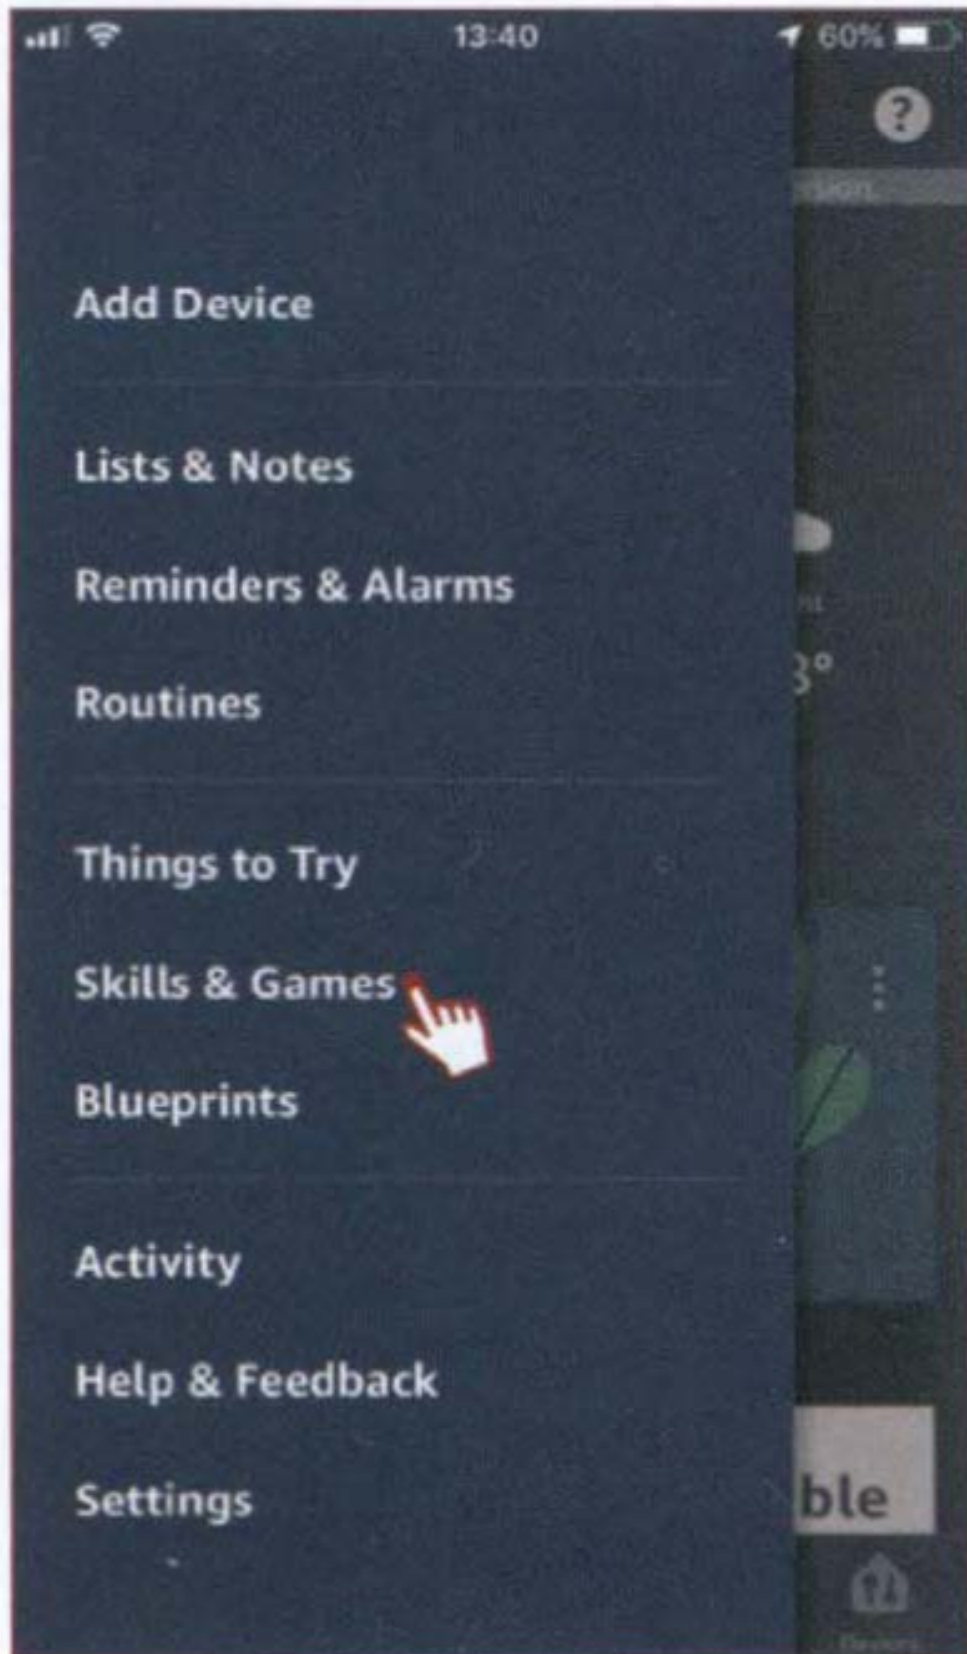 13:40
60%
?
Add Device
Lists & Notes
Reminders & Alarms
Routines
Things to Try
Skills & Games
Blueprints
Activity
Help & Feedback
Settings
ble
Devices